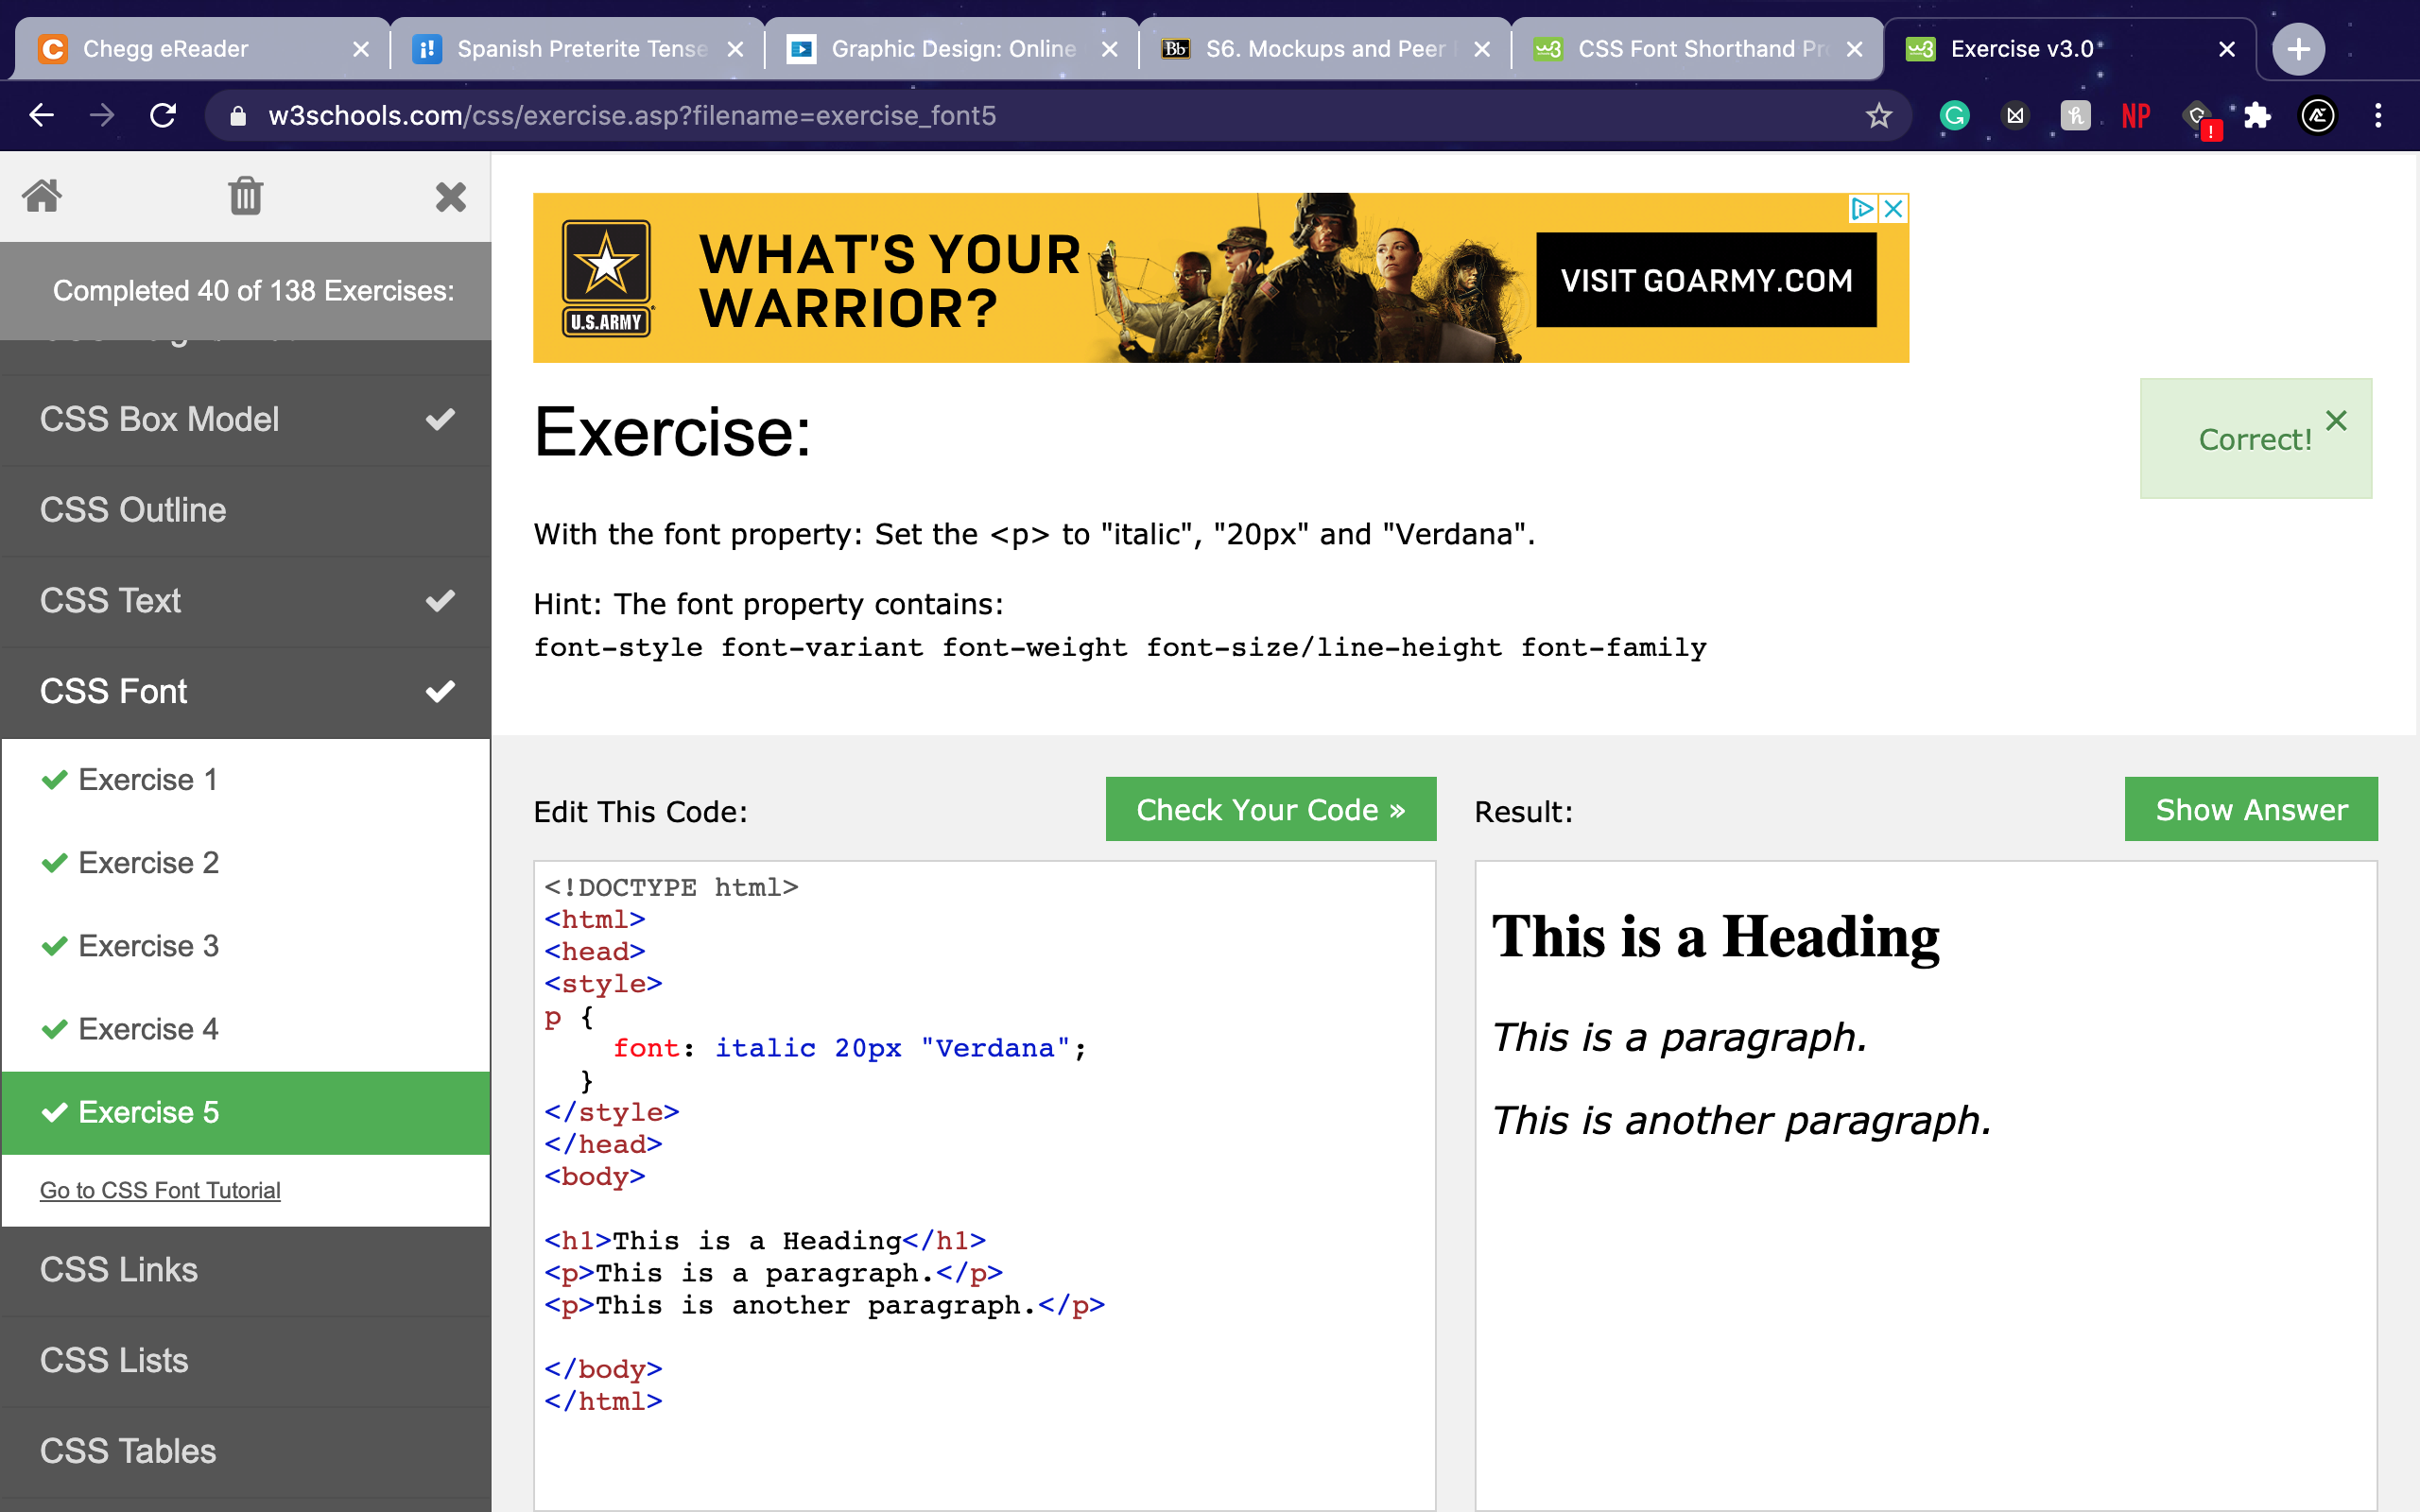 Chegg eReader
Spanish Preterite Tense
Graphic Design: Online
Bb S6. Mockups and Peer
w3 CSS Font Shorthand Pr
w3 Exercise v3.0
w3schools.com/css/exercise.asp?filename=exercise_font5
NP
Completed 40 of 138 Exercises:
CSS Box Model
CSS Outline
CSS Text
CSS Font
Exercise 1
Exercise 2
Exercise 3
Exercise 4
Exercise 5
Go to CSS Font Tutorial
CSS Links
CSS Lists
CSS Tables
U.S.ARMY
WHAT'S YOUR
WARRIOR?
VISIT GOARMY.COM
Exercise:
Correct!
With the font property: Set the <p> to "italic", "20px" and "Verdana".
Hint: The font property contains:
font-style font-variant font-weight font-size/line-height font-family
Edit This Code:
Check Your Code »
Result:
Show Answer
<!DOCTYPE html>
<html>
<head>
<style>
p {
font: italic 20px "Verdana";
}
</style>
</head>
<body>
<h1>This is a Heading</h1>
<p>This is a paragraph.</p>
<p>This is another paragraph.</p>
</body>
</html>
This is a Heading
This is a paragraph.
This is another paragraph.